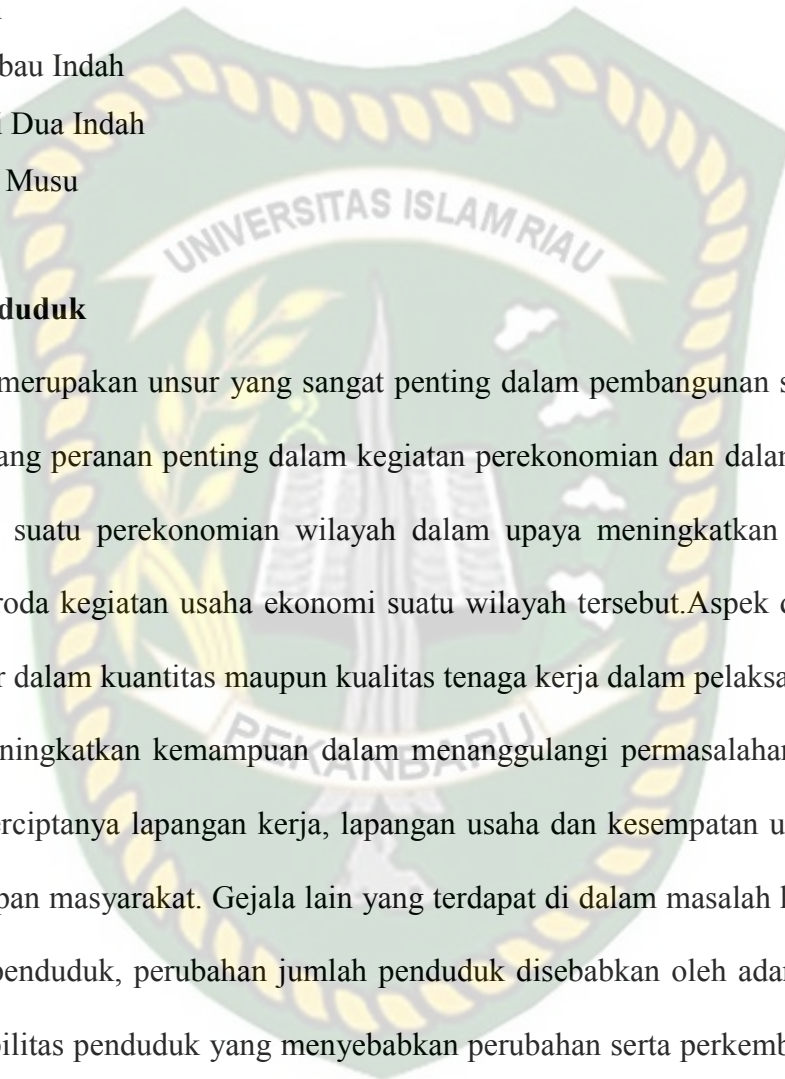 bau Indah
i Dua Indah
Musu
UNIVERSITAS ISLAM RIAU
duduk
merupakan unsur yang sangat penting dalam pembangunan s
ang peranan penting dalam kegiatan perekonomian dan dalam
suatu perekonomian wilayah dalam upaya meningkatkan
roda kegiatan usaha ekonomi suatu wilayah tersebut.Aspek d
r dalam kuantitas maupun kualitas tenaga kerja dalam pelaksa
PEKANBARU
ningkatkan kemampuan dalam menanggulangi permasalahan
erciptanya lapangan kerja, lapangan usaha dan kesempatan u
pan masyarakat. Gejala lain yang terdapat di dalam masalah
penduduk, perubahan jumlah penduduk disebabkan oleh adan
bilitas penduduk yang menyebabkan perubahan serta perkemb